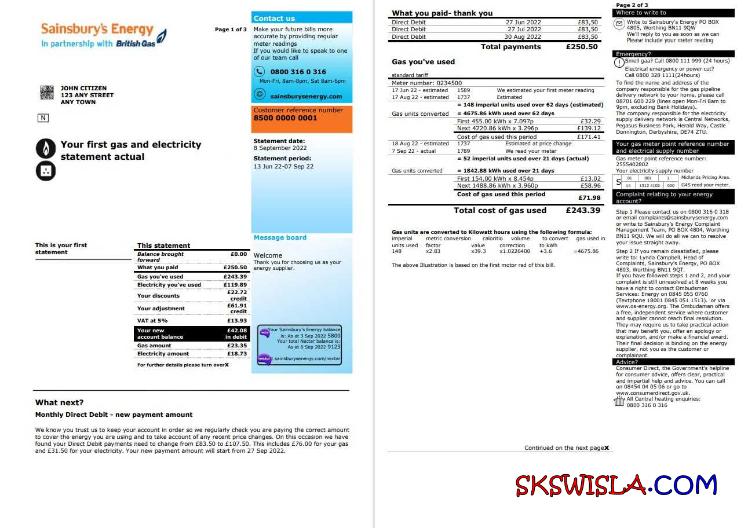 Sainsbury's Energy
In partnership with British Gas
Page 1 of 3
JOHN CITIZEN
123 ANY STREET
ANY TOWN
N
Your first gas and electricity
statement actual
Contact us
Make your future bills more
accurate by providing regular
meter readings
If you would like to speak to one
of our team call
0800 316 0 316
Mon-Fri, 8am-8pm, Sat 8am-6pm
sainsburysenergy.com
Customer reference number
8500 0000 0001
Statement date:
8 September 2022
Statement period:
13 Jun 22-07 Sep 22
Message board
Welcome
Thank you for choosing us as your
energy supplier.
This is your first
statement
This statement
Balance brought
forward £0.00
What you paid £250.50
Gas you've used £243.39
Electricity you've used £119.89
Your discounts £22.72
credit
Your adjustment £61.91
credit
VAT at 5% £13.93
Your new
account balance £42.08
in debit
Gas amount £23.35
Electricity amount £18.73
For further details please turn overX
Your Sainsbury's Energy balance
is: As at 3 Sep 2022 5800
Your total Nectar balance is:
As at 6 Sep 2022 9123
sainsburysenergy.com/nectar
What next?
Monthly Direct Debit - new payment amount
We know you trust us to keep your account in order so we regularly check you are paying the correct amount
to cover the energy you are using and to take account of any recent price changes. On this occasion we have
found your Direct Debit payments need to change from £83.50 to £107.50. This includes £76.00 for your gas
and £31.50 for your electricity. Your new payment amount will start from 27 Sep 2022.
What you paid- thank you
Direct Debit 27 Jun 2022 £83,50
Direct Debit 27 Jul 2022 £83,50
Direct Debit 30 Aug 2022 £83,50
Total payments £250.50
Gas you've used
standard tariff
Meter number: 0234500
17 Jun 22 - estimated 1589 We estimated your first meter reading
17 Aug 22 - estimated 1737 Estimated
= 148 imperial units used over 62 days (estimated)
Gas units converted = 4675.86 kWh used over 62 days
First 455.00 kWh x 7.097p £32.29
Next 4220.86 kWh x 3.296p £139.12
Cost of gas used this period £171.41
18 Aug 22 - estimated 1737 Estimated at price change
7 Sep 22 - actual 1789 We read your meter
= 52 imperial units used over 21 days (actual)
Gas units converted = 1842.88 kWh used over 21 days
First 154.00 kWh x 8.454p £13.02
Next 1488.86 kWh x 3.960p £58.96
Cost of gas used this period £71.98
Total cost of gas used £243.39
Gas units are converted to Kilowatt hours using the following formula:
imperial metric conversion calorific volume to convert gas used in
units used factor value correction to kWh
148 x2.83 x39.3 x1.0226400 ÷3.6 =4675.86
The above illustration is based on the first motor red of this bill.
Continued on the next pageX
Page 2 of 3
Where to write to
Write to Sainsbury's Energy PO BOX
4805, Worthing BN11 9QW
We'll reply to you as soon as we can
Please include your meter reading
Emergency?
Smell gas? Call 0800 111 999 (24 hours)
Electrical emergency or power cut?
Call 0800 328 1111(24hours)
To find the name and address of the
company responsible for the gas pipeline
delivery network to your home, please call
08701 600 229 (lines open Mon-Fri 8am to
9pm, excluding Bank Holidays).
The company responsible for the electricity
supply delivery network is Central Networks,
Pegasus Business Park, Herald Way, Castle
Donnington, Derbyshire, DE74 2TU.
Your gas meter point reference number
and electrical supply number
Gas meter point reference number:
2555402802
Your electricity supply number
S
Midlands Pricing Area.
GAS read your meter.
Complaint relating to your energy
account?
Step 1 Please contact us on 0800 316 0 318
or email complaints@sainsburysenergy.com
or write to Sainsbury's Energy Complaint
Management Team, PO BOX 4804, Worthing
BN11 9QU. We will do all we can to resolve
your issue straight away.
Step 2 If you remain dissatisfied, please
write to: Lynda Campbell, Head of
Complaints, Sainsbury's Energy, PO BOX
4803, Worthing BN11 9QT.
If you have followed steps 1 and 2, and your
complaint is still unresolved at 8 weeks you
have a right to contact Ombudsman
Services: Energy on 0845 055 0760
(Textphone 18001 0845 051 1513), or via
www.os-energy.org. The Ombudsman offers
a free, independent service where customer
and supplier cannot reach final resolution.
They may require us to take practical action
that may benefit you, offer an apology or
explanation, and/or make a financial award.
Their final decision is binding on the energy
supplier, not you as the customer or
complainant.
Advice?
Consumer Direct, the Government's helpline
for consumer advice, offers clear, practical
and impartial help and advice. You can call
on 08454 04 05 06 or go to
www.consumerdirect.gov.uk.
All Central heating enquiries:
0800 316 0 316
SKSWISLA.COM